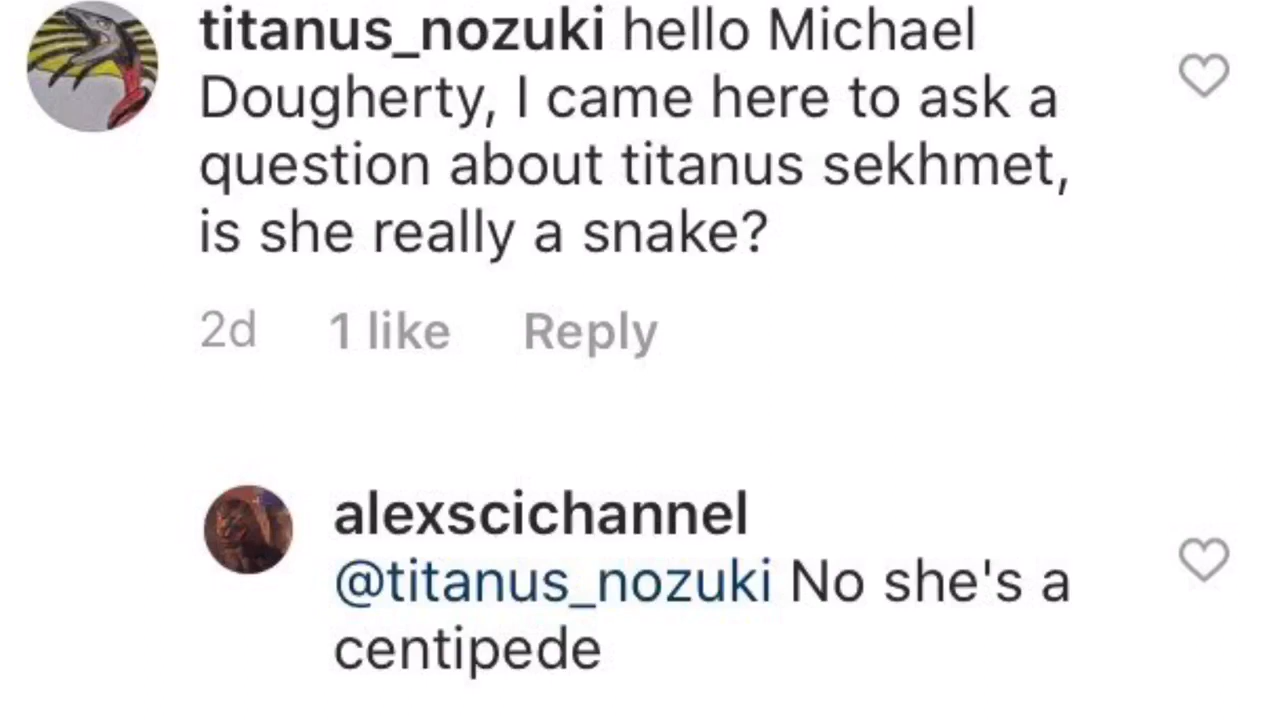 titanus_nozuki hello Michael
Dougherty, I came here to ask a
question about titanus sekhmet,
is she really a snake?
2d 1 like Reply
alexscichannel
@titanus_nozuki No she's a
centipede